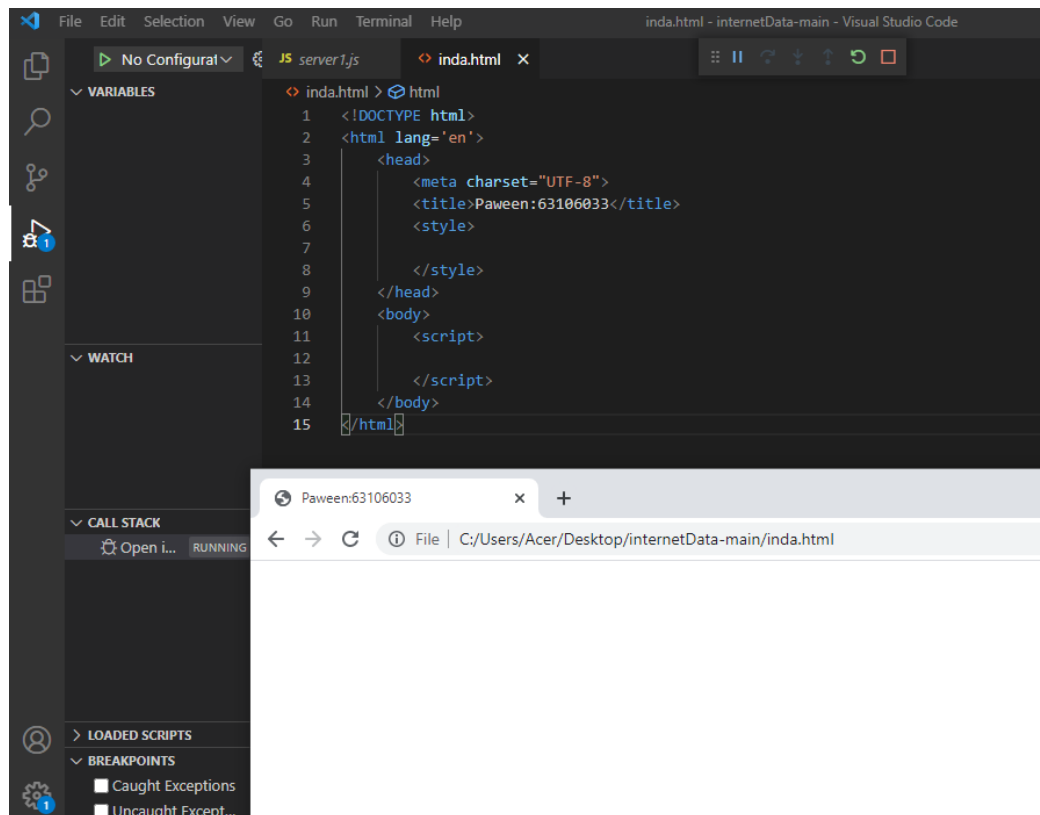 File Edit Selection View Go Run Terminal Help inda.html - internetData-main - Visual Studio Code
No Configurat
JS server1.js <> inda.html ×
VARIABLES
<> inda.html > html
1 <!DOCTYPE html>
2 <html lang='en'>
3 <head>
4 <meta charset="UTF-8">
5 <title>Paween:63106033</title>
6 <style>
7
8 </style>
9 </head>
10 <body>
11 <script>
12
13 </script>
14 </body>
15 </html>
1
WATCH
CALL STACK
Open i... RUNNING
Paween:63106033 × +
File | C:/Users/Acer/Desktop/internetData-main/inda.html
LOADED SCRIPTS
BREAKPOINTS
Caught Exceptions
Uncaught Except...
1